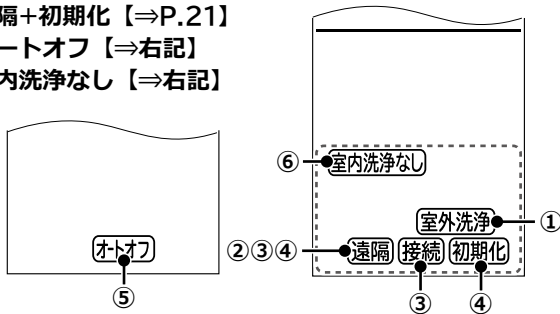 隔+初期化【⇒P.21】
ートオフ【⇒右記】
内洗浄なし【⇒右記】
⑥
室内洗浄なし
室外洗浄
①
②③④
遠隔
接続
初期化
オートオフ
⑤
③
④